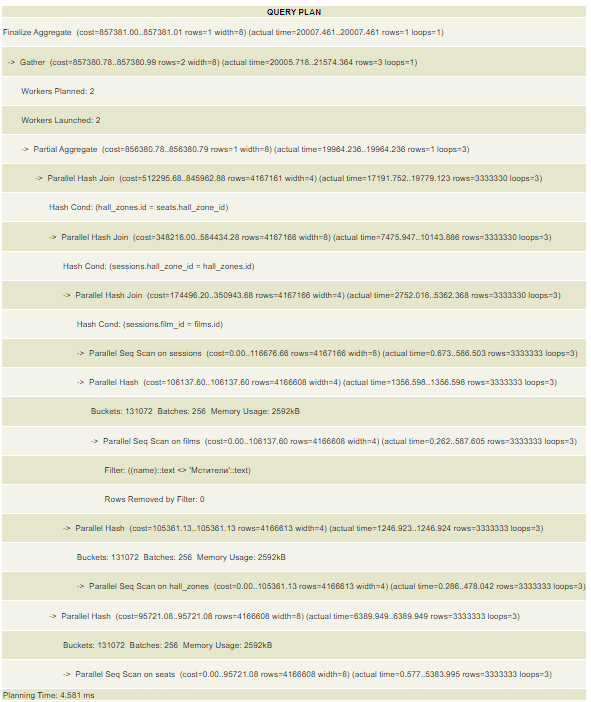 QUERY PLAN
Finalize Aggregate (cost=857381.00..857381.01 rows=1 width=8) (actual time=20007.461..20007.461 rows=1 loops=1)
-> Gather (cost=857380.78..857380.99 rows=2 width=8) (actual time=20005.718..21574.364 rows=3 loops=1)
Workers Planned: 2
Workers Launched: 2
-> Partial Aggregate (cost=856380.78..856380.79 rows=1 width=8) (actual time=19964.236..19964.236 rows=1 loops=3)
-> Parallel Hash Join (cost=512295.68..845962.88 rows=4167161 width=4) (actual time=17191.752..19779.123 rows=3333330 loops=3)
Hash Cond: (hall_zones.id = seats.hall_zone_id)
-> Parallel Hash Join (cost=348216.00..584434.28 rows=4167166 width=8) (actual time=7475.947..10143.886 rows=3333330 loops=3)
Hash Cond: (sessions.hall_zone_id = hall_zones.id)
-> Parallel Hash Join (cost=174496.20..350943.68 rows=4167166 width=4) (actual time=2752.016..5362.368 rows=3333330 loops=3)
Hash Cond: (sessions.film_id = films.id)
-> Parallel Seq Scan on sessions (cost=0.00..116676.66 rows=4167166 width=8) (actual time=0.673..586.503 rows=3333333 loops=3)
-> Parallel Hash (cost=106137.60..106137.60 rows=4166608 width=4) (actual time=1356.598..1356.598 rows=3333333 loops=3)
Buckets: 131072 Batches: 256 Memory Usage: 2592kB
-> Parallel Seq Scan on films (cost=0.00..106137.60 rows=4166608 width=4) (actual time=0.262..587.605 rows=3333333 loops=3)
Filter: ((name)::text <> 'Мстители'::text)
Rows Removed by Filter: 0
-> Parallel Hash (cost=105361.13..105361.13 rows=4166613 width=4) (actual time=1246.923..1246.924 rows=3333333 loops=3)
Buckets: 131072 Batches: 256 Memory Usage: 2592kB
-> Parallel Seq Scan on hall_zones (cost=0.00..105361.13 rows=4166613 width=4) (actual time=0.286..478.042 rows=3333333 loops=3)
-> Parallel Hash (cost=95721.08..95721.08 rows=4166608 width=8) (actual time=6389.949..6389.949 rows=3333333 loops=3)
Buckets: 131072 Batches: 256 Memory Usage: 2592kB
-> Parallel Seq Scan on seats (cost=0.00..95721.08 rows=4166608 width=8) (actual time=0.577..5383.995 rows=3333333 loops=3)
Planning Time: 4.581 ms